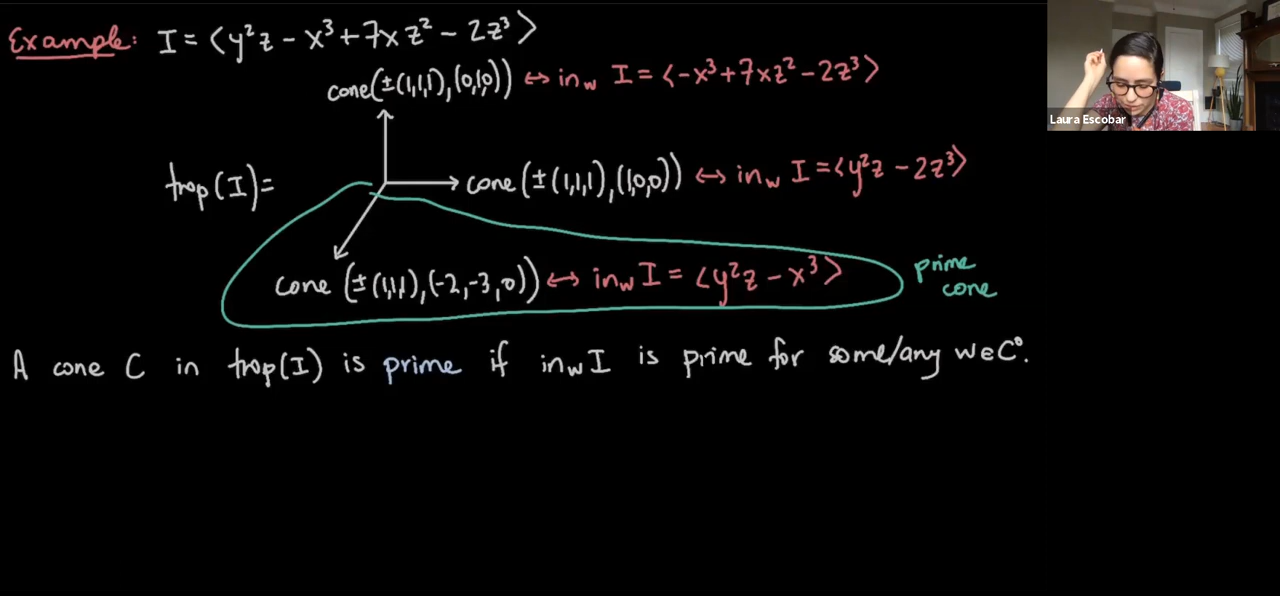 Example: I = ⟨y²z - x³ + 7xz² - 2z³⟩
cone(±(1,1,1),(0,1,0)) ↔ in_w I = ⟨-x³+7xz²-2z³⟩
Laura Escobar
trop(I)=
cone(±(1,1,1),(1,0,0)) ↔ in_w I = ⟨y²z - 2z³⟩
cone (±(1,1,1),(-2,-3,0)) ↔ in_w I = ⟨y²z - x³⟩
prime
cone
A cone C in trop(I) is prime if in_w I is prime for some/any w∈C°.